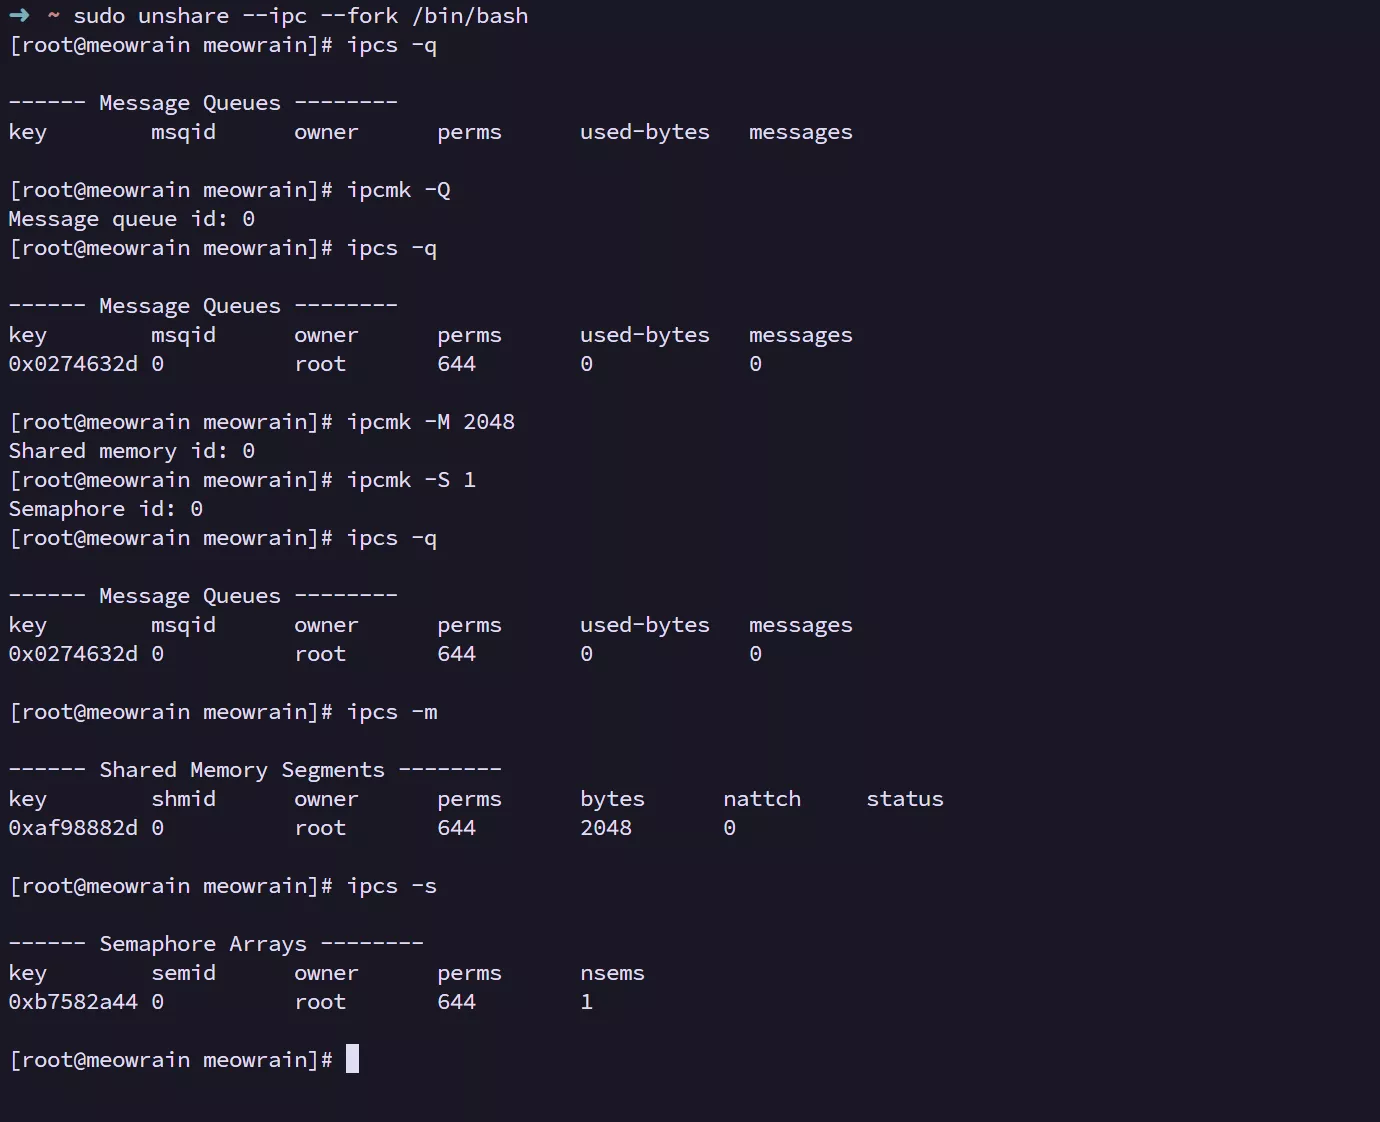 ➜ ~ sudo unshare --ipc --fork /bin/bash
[root@meowrain meowrain]# ipcs -q

------ Message Queues --------
key        msqid      owner      perms      used-bytes   messages

[root@meowrain meowrain]# ipcmk -Q
Message queue id: 0
[root@meowrain meowrain]# ipcs -q

------ Message Queues --------
key        msqid      owner      perms      used-bytes   messages
0x0274632d 0          root       644        0            0

[root@meowrain meowrain]# ipcmk -M 2048
Shared memory id: 0
[root@meowrain meowrain]# ipcmk -S 1
Semaphore id: 0
[root@meowrain meowrain]# ipcs -q

------ Message Queues --------
key        msqid      owner      perms      used-bytes   messages
0x0274632d 0          root       644        0            0

[root@meowrain meowrain]# ipcs -m

------ Shared Memory Segments --------
key        shmid      owner      perms      bytes      nattch     status
0xaf98882d 0          root       644        2048       0

[root@meowrain meowrain]# ipcs -s

------ Semaphore Arrays --------
key        semid      owner      perms      nsems
0xb7582a44 0          root       644        1

[root@meowrain meowrain]#